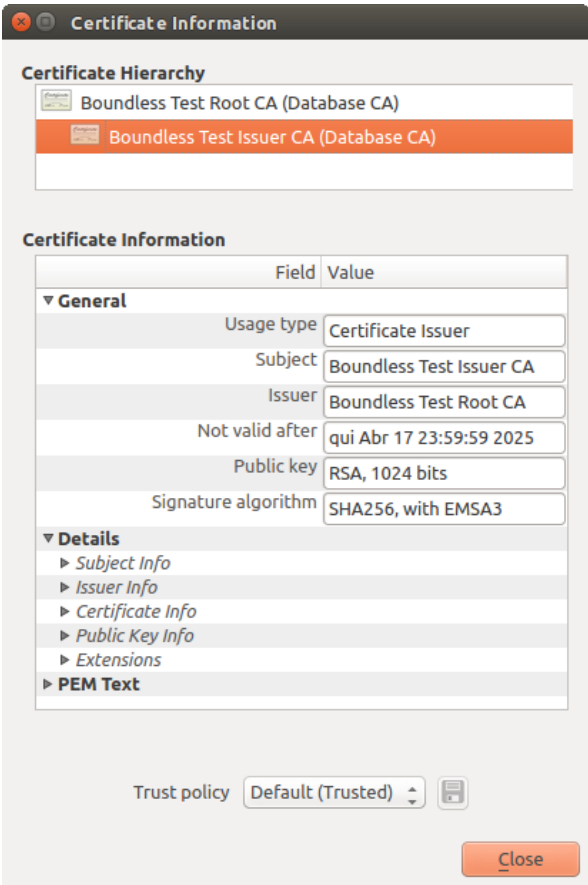 Certificate Information
Certificate Hierarchy
Boundless Test Root CA (Database CA)
Boundless Test Issuer CA (Database CA)
Certificate Information
Field Value
General
Usage type Certificate Issuer
Subject Boundless Test Issuer CA
Issuer Boundless Test Root CA
Not valid after qui Abr 17 23:59:59 2025
Public key RSA, 1024 bits
Signature algorithm SHA256, with EMSA3
Details
Subject Info
Issuer Info
Certificate Info
Public Key Info
Extensions
PEM Text
Trust policy Default (Trusted)
Close